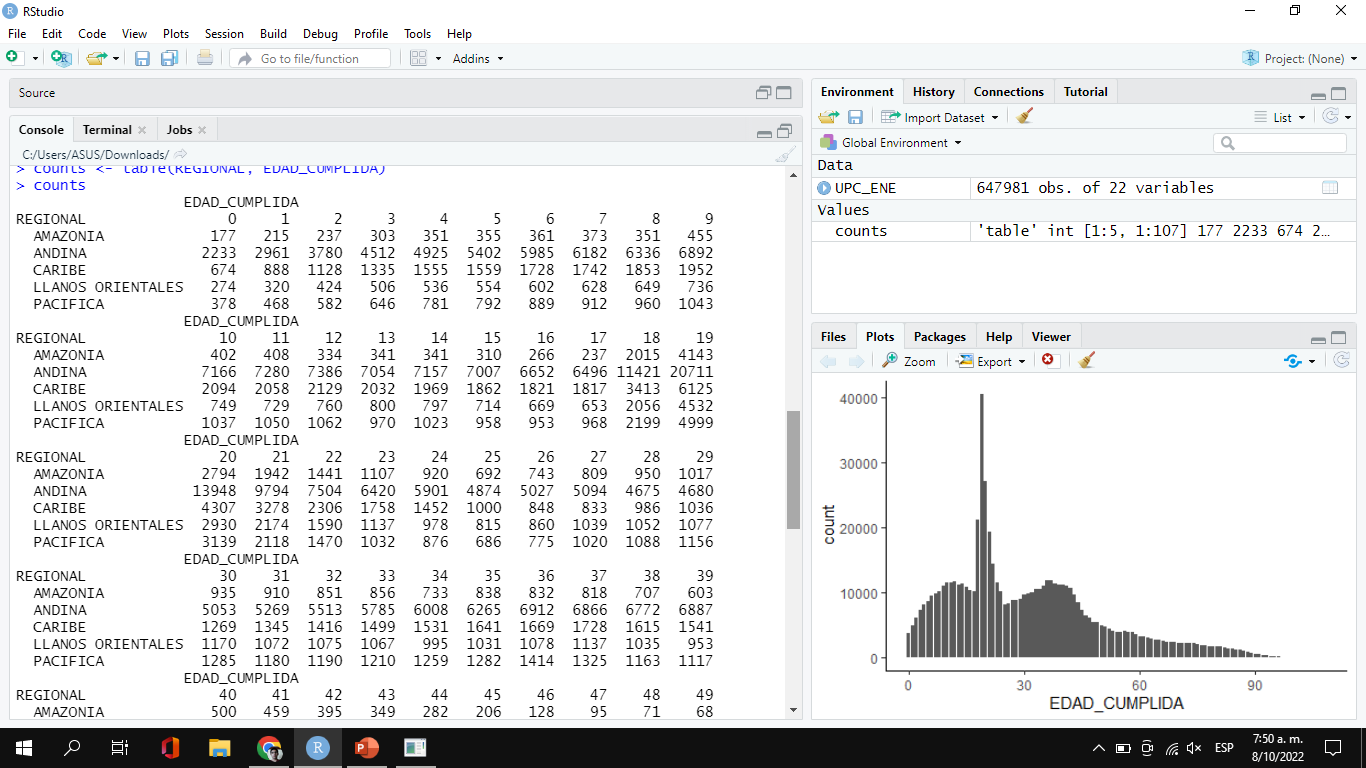 RStudio
File Edit Code View Plots Session Build Debug Profile Tools Help
Go to file/function Addins Project: (None)
Source
Console Terminal Jobs
C:/Users/ASUS/Downloads/
> counts <- table(REGIONAL, EDAD_CUMPLIDA)
> counts
EDAD_CUMPLIDA
REGIONAL 0 1 2 3 4 5 6 7 8 9
AMAZONIA 177 215 237 303 351 355 361 373 351 455
ANDINA 2233 2961 3780 4512 4925 5402 5985 6182 6336 6892
CARIBE 674 888 1128 1335 1555 1559 1728 1742 1853 1952
LLANOS ORIENTALES 274 320 424 506 536 554 602 628 649 736
PACIFICA 378 468 582 646 781 792 889 912 960 1043
EDAD_CUMPLIDA
REGIONAL 10 11 12 13 14 15 16 17 18 19
AMAZONIA 402 408 334 341 341 310 266 237 2015 4143
ANDINA 7166 7280 7386 7054 7157 7007 6652 6496 11421 20711
CARIBE 2094 2058 2129 2032 1969 1862 1821 1817 3413 6125
LLANOS ORIENTALES 749 729 760 800 797 714 669 653 2056 4532
PACIFICA 1037 1050 1062 970 1023 958 953 968 2199 4999
EDAD_CUMPLIDA
REGIONAL 20 21 22 23 24 25 26 27 28 29
AMAZONIA 2794 1942 1441 1107 920 692 743 809 950 1017
ANDINA 13948 9794 7504 6420 5901 4874 5027 5094 4675 4680
CARIBE 4307 3278 2306 1758 1452 1000 848 833 986 1036
LLANOS ORIENTALES 2930 2174 1590 1137 978 815 860 1039 1052 1077
PACIFICA 3139 2118 1470 1032 876 686 775 1020 1088 1156
EDAD_CUMPLIDA
REGIONAL 30 31 32 33 34 35 36 37 38 39
AMAZONIA 935 910 851 856 733 838 832 818 707 603
ANDINA 5053 5269 5513 5785 6008 6265 6912 6866 6772 6887
CARIBE 1269 1345 1416 1499 1531 1641 1669 1728 1615 1541
LLANOS ORIENTALES 1170 1072 1075 1067 995 1031 1078 1137 1035 953
PACIFICA 1285 1180 1190 1210 1259 1282 1414 1325 1163 1117
EDAD_CUMPLIDA
REGIONAL 40 41 42 43 44 45 46 47 48 49
AMAZONIA 500 459 395 349 282 206 128 95 71 68
Environment History Connections Tutorial
Import Dataset List
Global Environment
Data
UPC_ENE 647981 obs. of 22 variables
Values
counts 'table' int [1:5, 1:107] 177 2233 674 2…
Files Plots Packages Help Viewer
Zoom Export
40000
30000
20000
10000
0
count
0 30 60 90
EDAD_CUMPLIDA
R P ESP 7:50 a. m.
8/10/2022